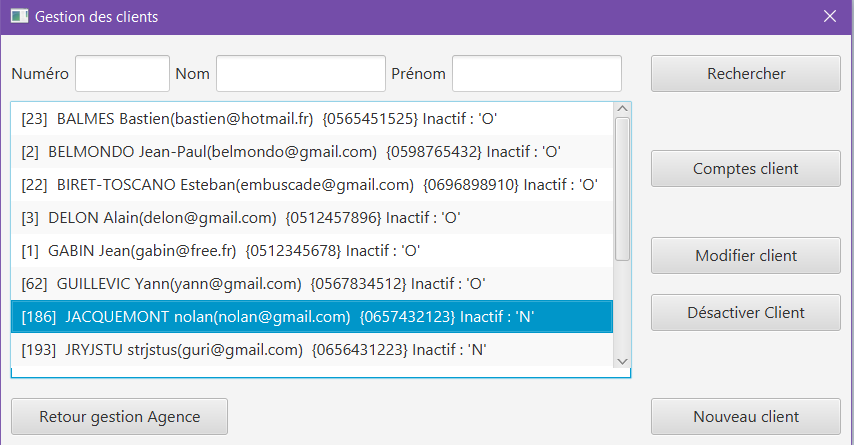 Gestion des clients
Numéro Nom Prénom Rechercher
[23] BALMES Bastien(bastien@hotmail.fr) {0565451525} Inactif : 'O'
[2] BELMONDO Jean-Paul(belmondo@gmail.com) {0598765432} Inactif : 'O'
Comptes client
[22] BIRET-TOSCANO Esteban(embuscade@gmail.com) {0696898910} Inactif : 'O'
[3] DELON Alain(delon@gmail.com) {0512457896} Inactif : 'O'
[1] GABIN Jean(gabin@free.fr) {0512345678} Inactif : 'O'
Modifier client
[62] GUILLEVIC Yann(yann@gmail.com) {0567834512} Inactif : 'O'
[186] JACQUEMONT nolan(nolan@gmail.com) {0657432123} Inactif : 'N'
Désactiver Client
[193] JRYJSTU strjstus(guri@gmail.com) {0656431223} Inactif : 'N'
Retour gestion Agence Nouveau client